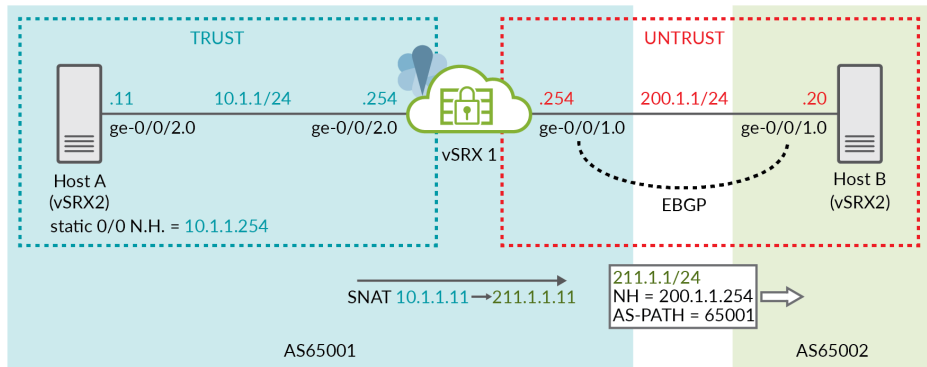 TRUST
UNTRUST
.11
10.1.1/24
.254
.254
200.1.1/24
.20
ge-0/0/2.0
ge-0/0/2.0
ge-0/0/1.0
ge-0/0/1.0
vSRX 1
Host A
(vSRX2)
static 0/0 N.H. = 10.1.1.254
EBGP
Host B
(vSRX2)
SNAT 10.1.1.11 → 211.1.1.11
211.1.1/24
NH = 200.1.1.254
AS-PATH = 65001
AS65001
AS65002